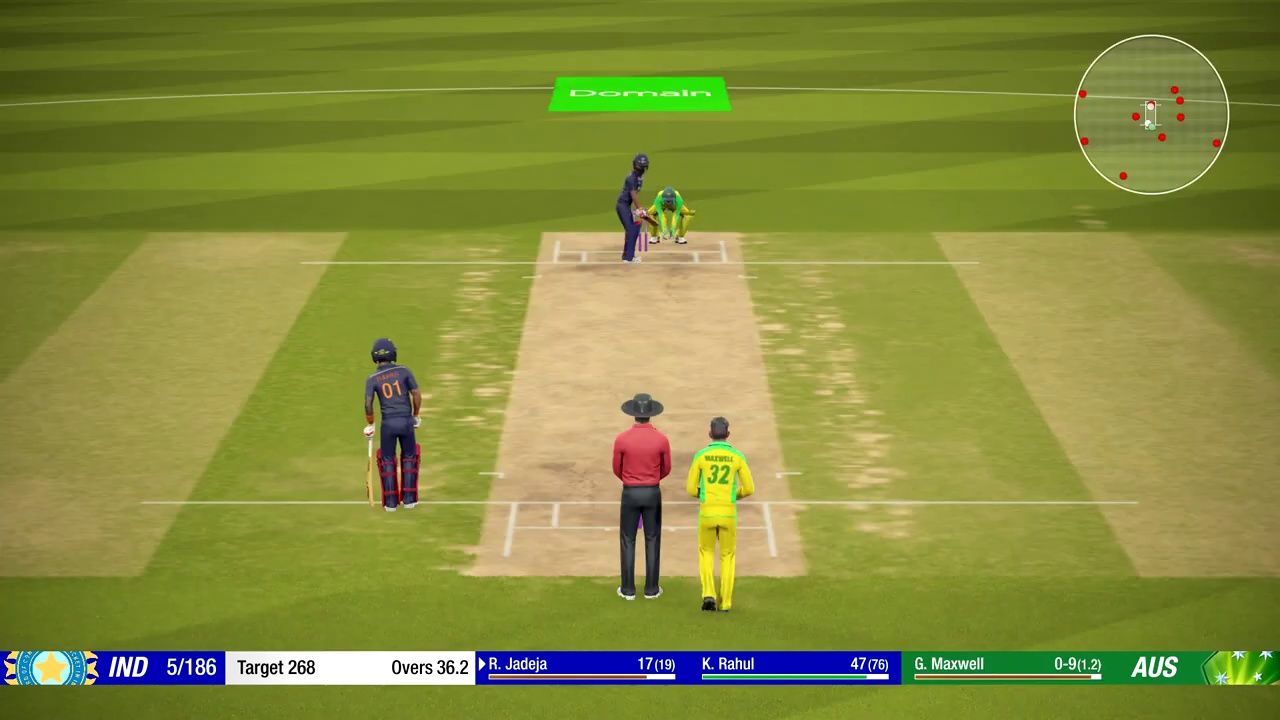 Domain
01
MAXWELL
32
IND 5/186 Target 268 Overs 36.2 R. Jadeja 17(19) K. Rahul 47(76) G. Maxwell 0-9(1.2) AUS